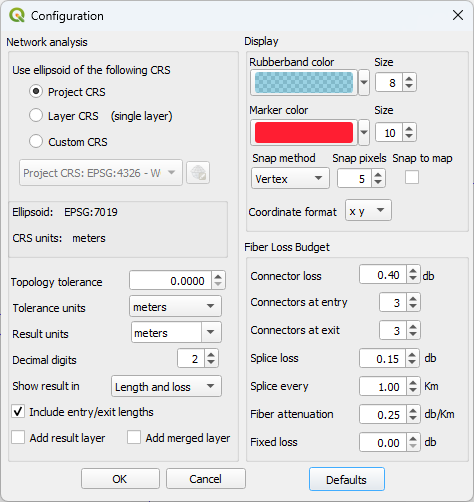 Configuration
Network analysis
Use ellipsoid of the following CRS
Project CRS
Layer CRS (single layer)
Custom CRS
Project CRS: EPSG:4326 - W
Ellipsoid: EPSG:7019
CRS units: meters
Topology tolerance 0.0000
Tolerance units meters
Result units meters
Decimal digits 2
Show result in Length and loss
Include entry/exit lengths
Add result layer Add merged layer
Display
Rubberband color Size
8
Marker color Size
10
Snap method Snap pixels Snap to map
Vertex 5
Coordinate format x y
Fiber Loss Budget
Connector loss 0.40 db
Connectors at entry 3
Connectors at exit 3
Splice loss 0.15 db
Splice every 1.00 Km
Fiber attenuation 0.25 db/Km
Fixed loss 0.00 db
OK Cancel Defaults